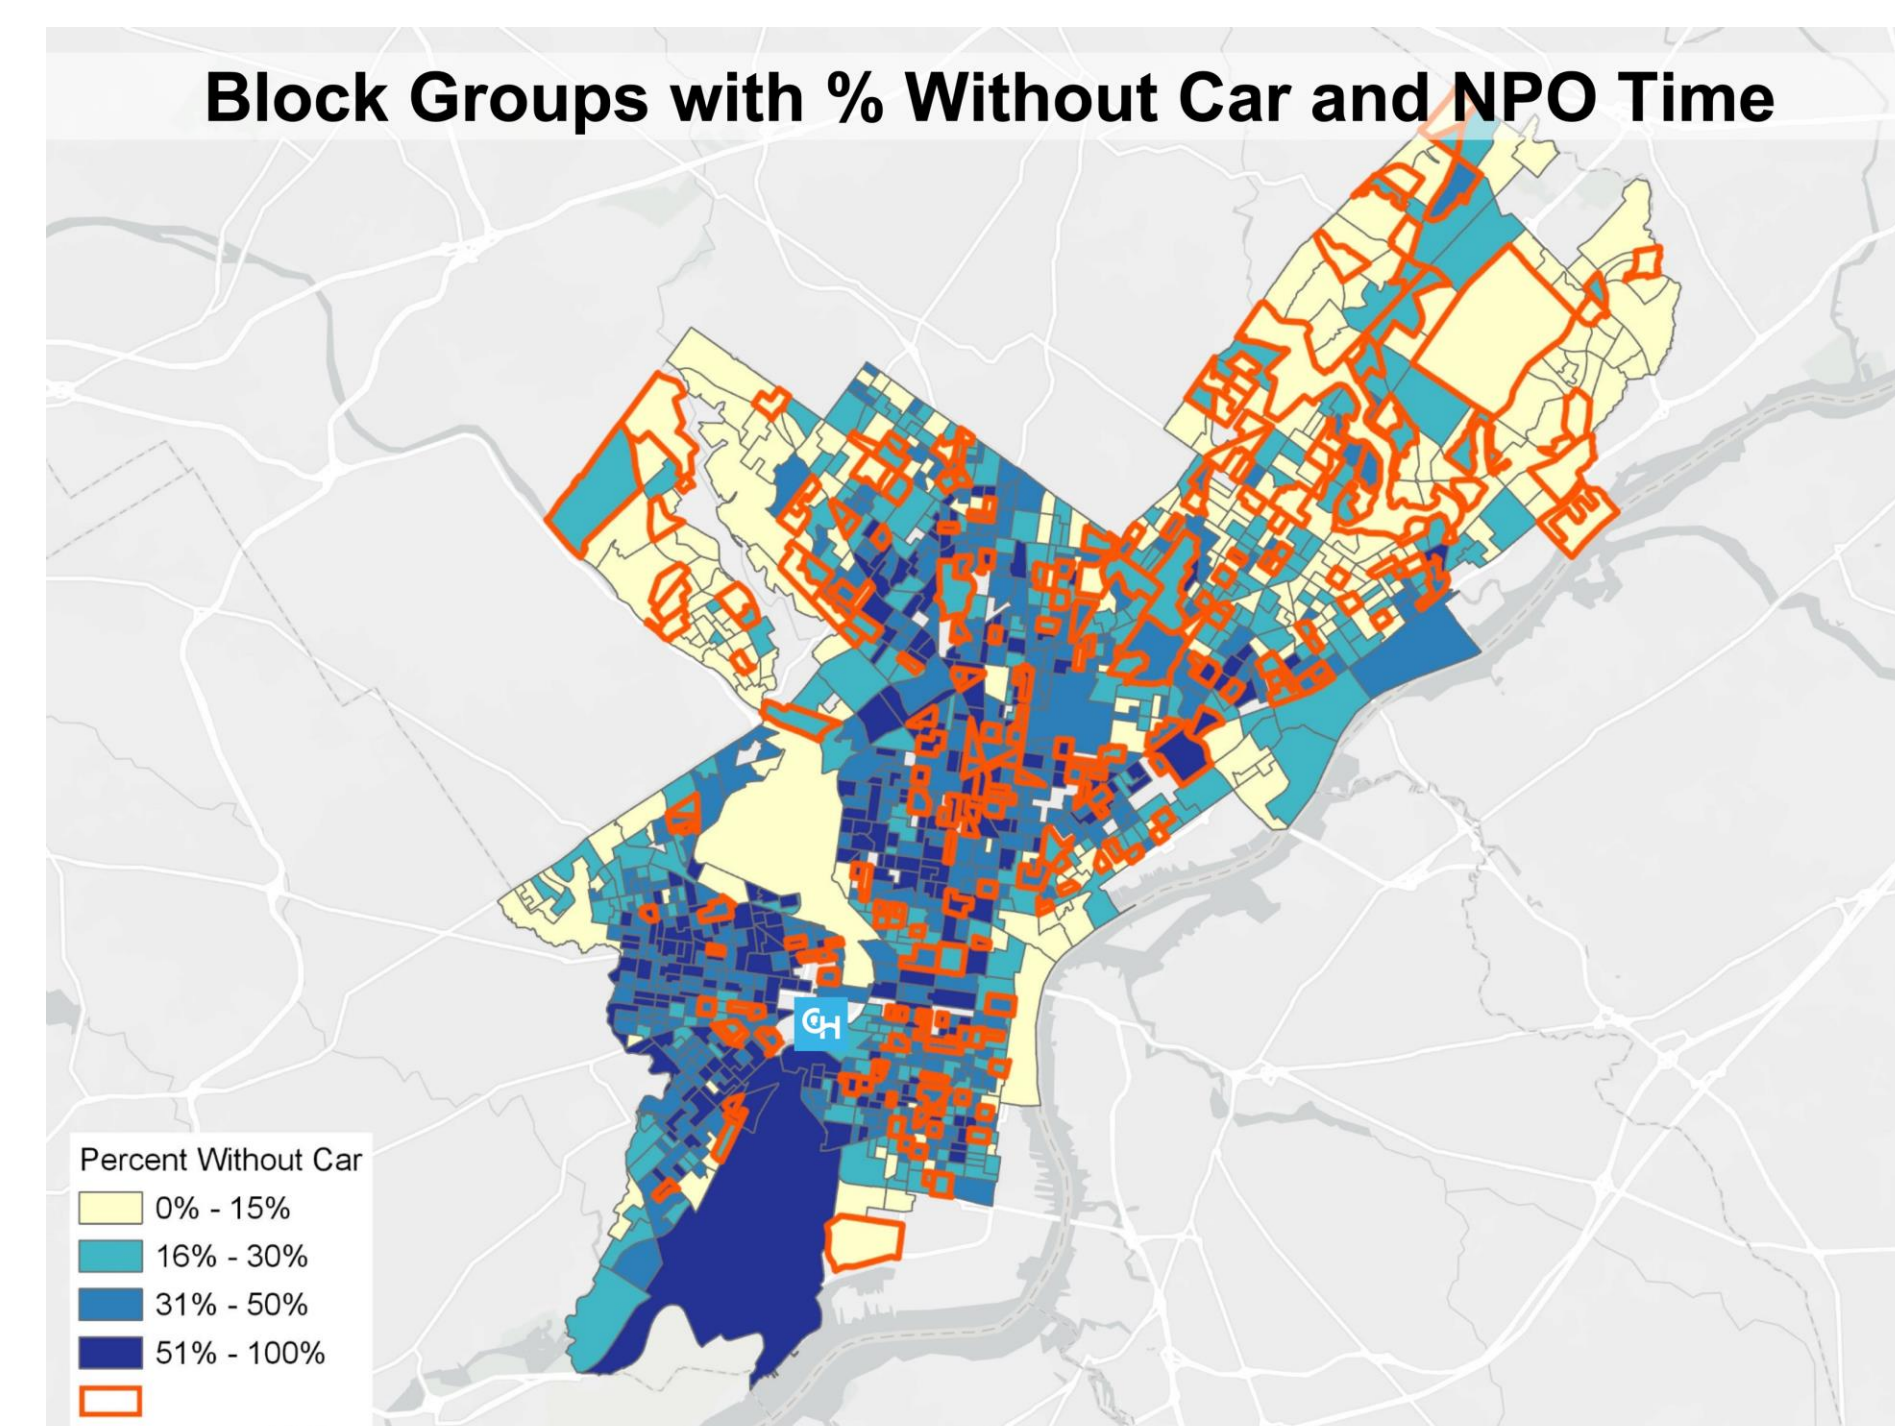 Block Groups with % Without Car and NPO Time
CH
Percent Without Car
0% - 15%
16% - 30%
31% - 50%
51% - 100%